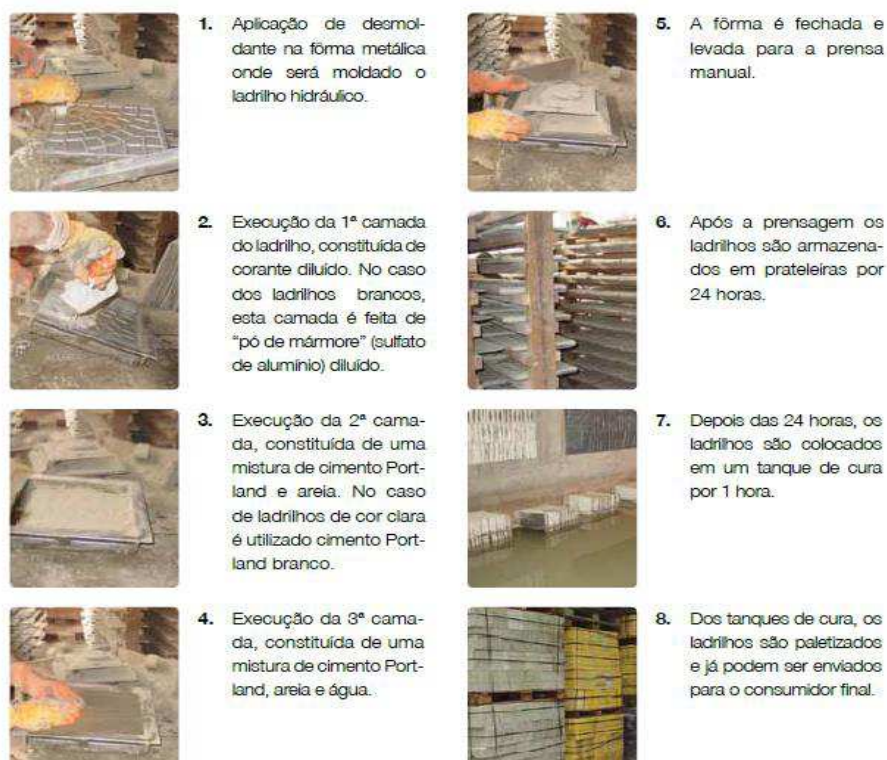 1. Aplicação de desmol-
dante na fôrma metálica
onde será moldado o
ladrilho hidráulico.
2. Execução da 1ª camada
do ladrilho, constituída de
corante diluído. No caso
dos ladrilhos brancos,
esta camada é feita de
"pó de mármore" (sulfato
de alumínio) diluído.
3. Execução da 2ª cama-
da, constituída de uma
mistura de cimento Port-
land e areia. No caso
de ladrilhos de cor clara
é utilizado cimento Port-
land branco.
4. Execução da 3ª cama-
da, constituída de uma
mistura de cimento Port-
land, areia e água.
5. A fôrma é fechada e
levada para a prensa
manual.
6. Após a prensagem os
ladrilhos são armazena-
dos em prateleiras por
24 horas.
7. Depois das 24 horas, os
ladrilhos são colocados
em um tanque de cura
por 1 hora.
8. Dos tanques de cura, os
ladrilhos são paletizados
e já podem ser enviados
para o consumidor final.